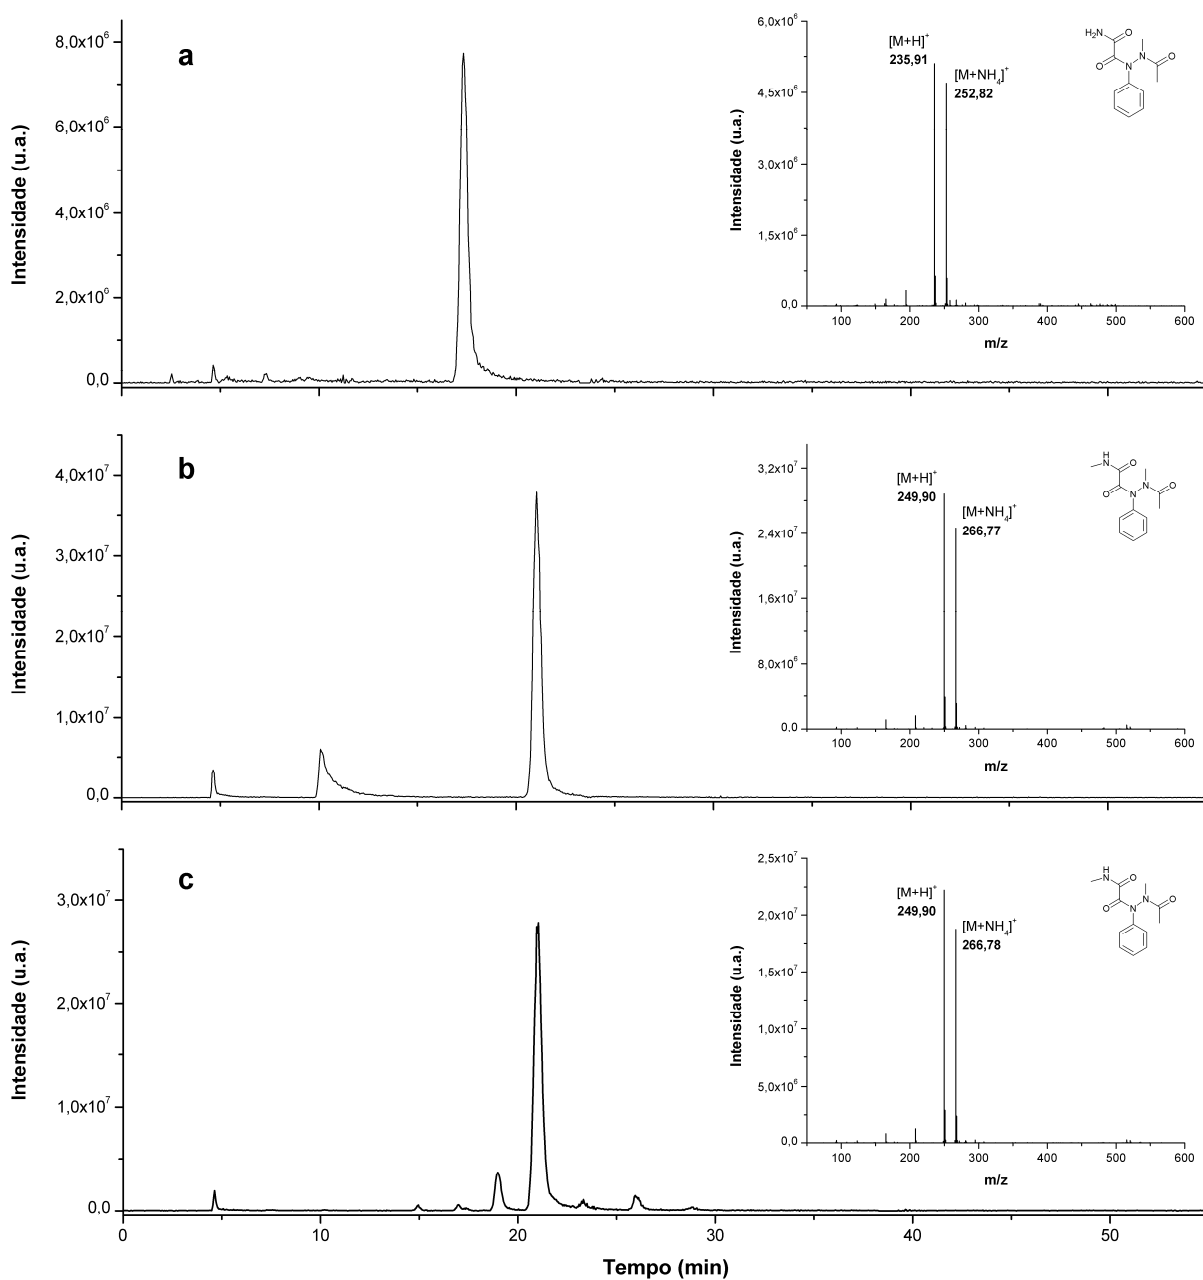 a
Intensidade (u.a.)
8,0x10⁶
6,0x10⁶
4,0x10⁶
2,0x10⁶
0,0
Intensidade (u.a.)
6,0x10⁶
4,5x10⁶
3,0x10⁶
1,5x10⁶
0,0
[M+H]⁺
235,91
[M+NH₄]⁺
252,82
H₂N
O
O
N
N
O
100 200 300 400 500 600
m/z
b
Intensidade (u.a.)
4,0x10⁷
3,0x10⁷
2,0x10⁷
1,0x10⁷
0,0
Intensidade (u.a.)
3,2x10⁷
2,4x10⁷
1,6x10⁷
8,0x10⁶
0,0
[M+H]⁺
249,90
[M+NH₄]⁺
266,77
H
N
O
O
N
N
O
100 200 300 400 500 600
m/z
c
Intensidade (u.a.)
3,0x10⁷
2,0x10⁷
1,0x10⁷
0,0
Intensidade (u.a.)
2,5x10⁷
2,0x10⁷
1,5x10⁷
1,0x10⁷
5,0x10⁶
0,0
[M+H]⁺
249,90
[M+NH₄]⁺
266,78
H
N
O
O
N
N
O
100 200 300 400 500 600
m/z
0 10 20 30 40 50
Tempo (min)